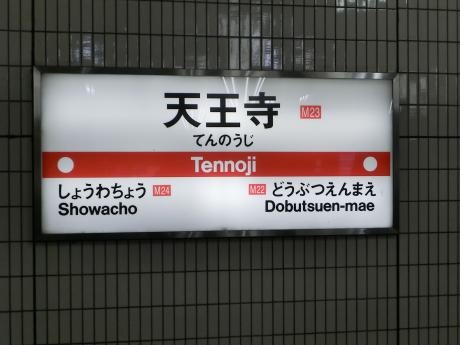 天王寺 M23
てんのうじ
Tennoji
しょうわちょう M24
Showacho
M22 どうぶつえんまえ
Dobutsuen-mae